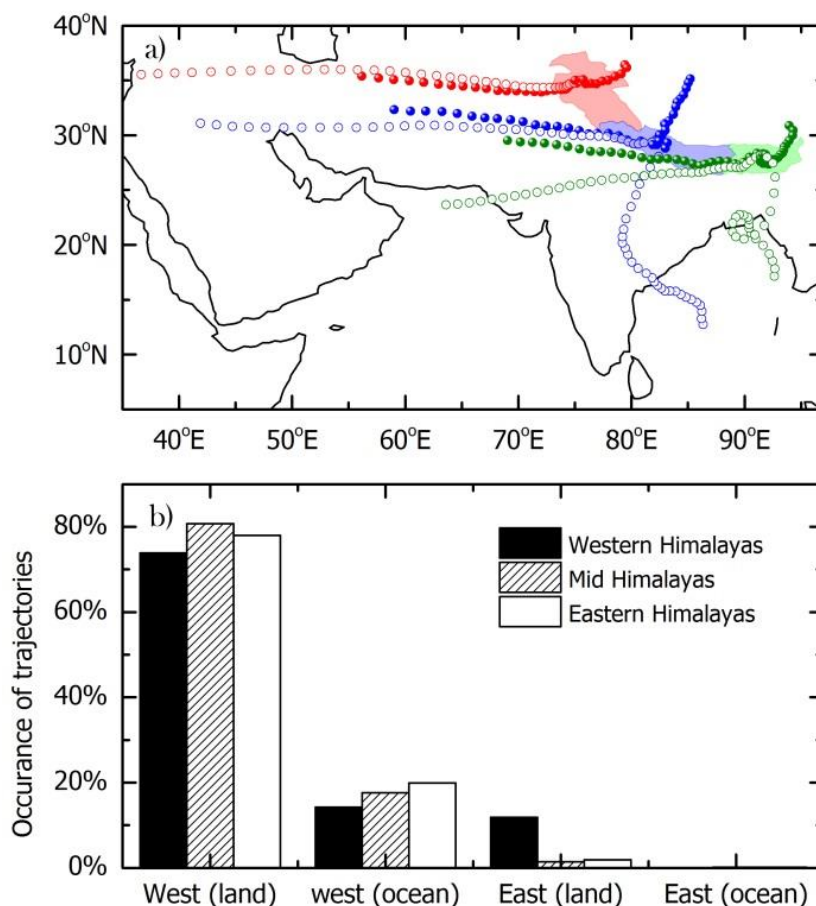 a)
40°N
30°N
20°N
10°N
40°E 50°E 60°E 70°E 80°E 90°E
b)
80%
60%
40%
20%
0%
Occurance of trajectories
Western Himalayas
Mid Himalayas
Eastern Himalayas
West (land) west (ocean) East (land) East (ocean)